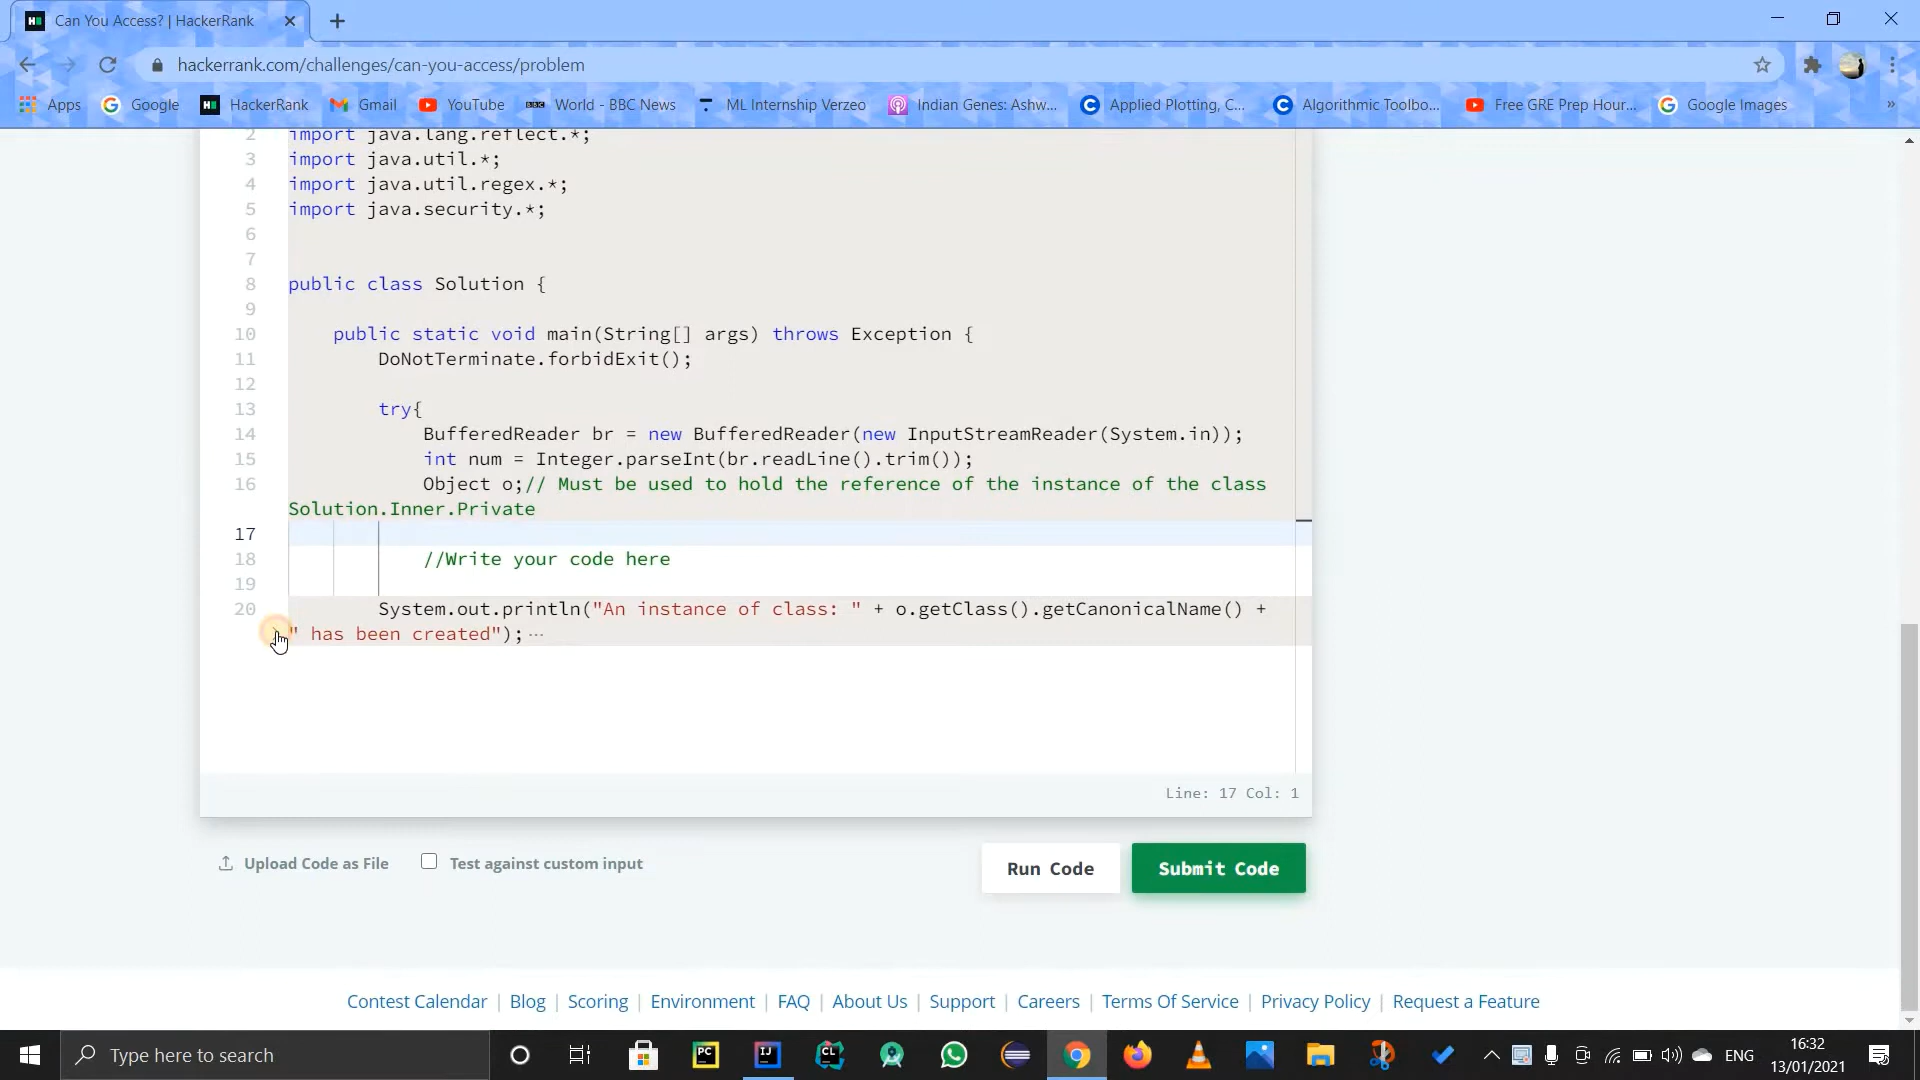 Can You Access? | HackerRank
hackerrank.com/challenges/can-you-access/problem
Apps Google HackerRank Gmail YouTube BBC World - BBC News ML Internship Verzeo Indian Genes: Ashw... Applied Plotting, C... Algorithmic Toolbo... Free GRE Prep Hour... Google Images »
2 import java.lang.reflect.*;
3 import java.util.*;
4 import java.util.regex.*;
5 import java.security.*;
6
7
8 public class Solution {
9
10 public static void main(String[] args) throws Exception {
11 DoNotTerminate.forbidExit();
12
13 try{
14 BufferedReader br = new BufferedReader(new InputStreamReader(System.in));
15 int num = Integer.parseInt(br.readLine().trim());
16 Object o;// Must be used to hold the reference of the instance of the class
Solution.Inner.Private
17
18 //Write your code here
19
20 System.out.println("An instance of class: " + o.getClass().getCanonicalName() +
" has been created");
Line: 17 Col: 1
Upload Code as File Test against custom input Run Code Submit Code
Contest Calendar | Blog | Scoring | Environment | FAQ | About Us | Support | Careers | Terms Of Service | Privacy Policy | Request a Feature
Type here to search PC IJ CL ENG 16:32
13/01/2021